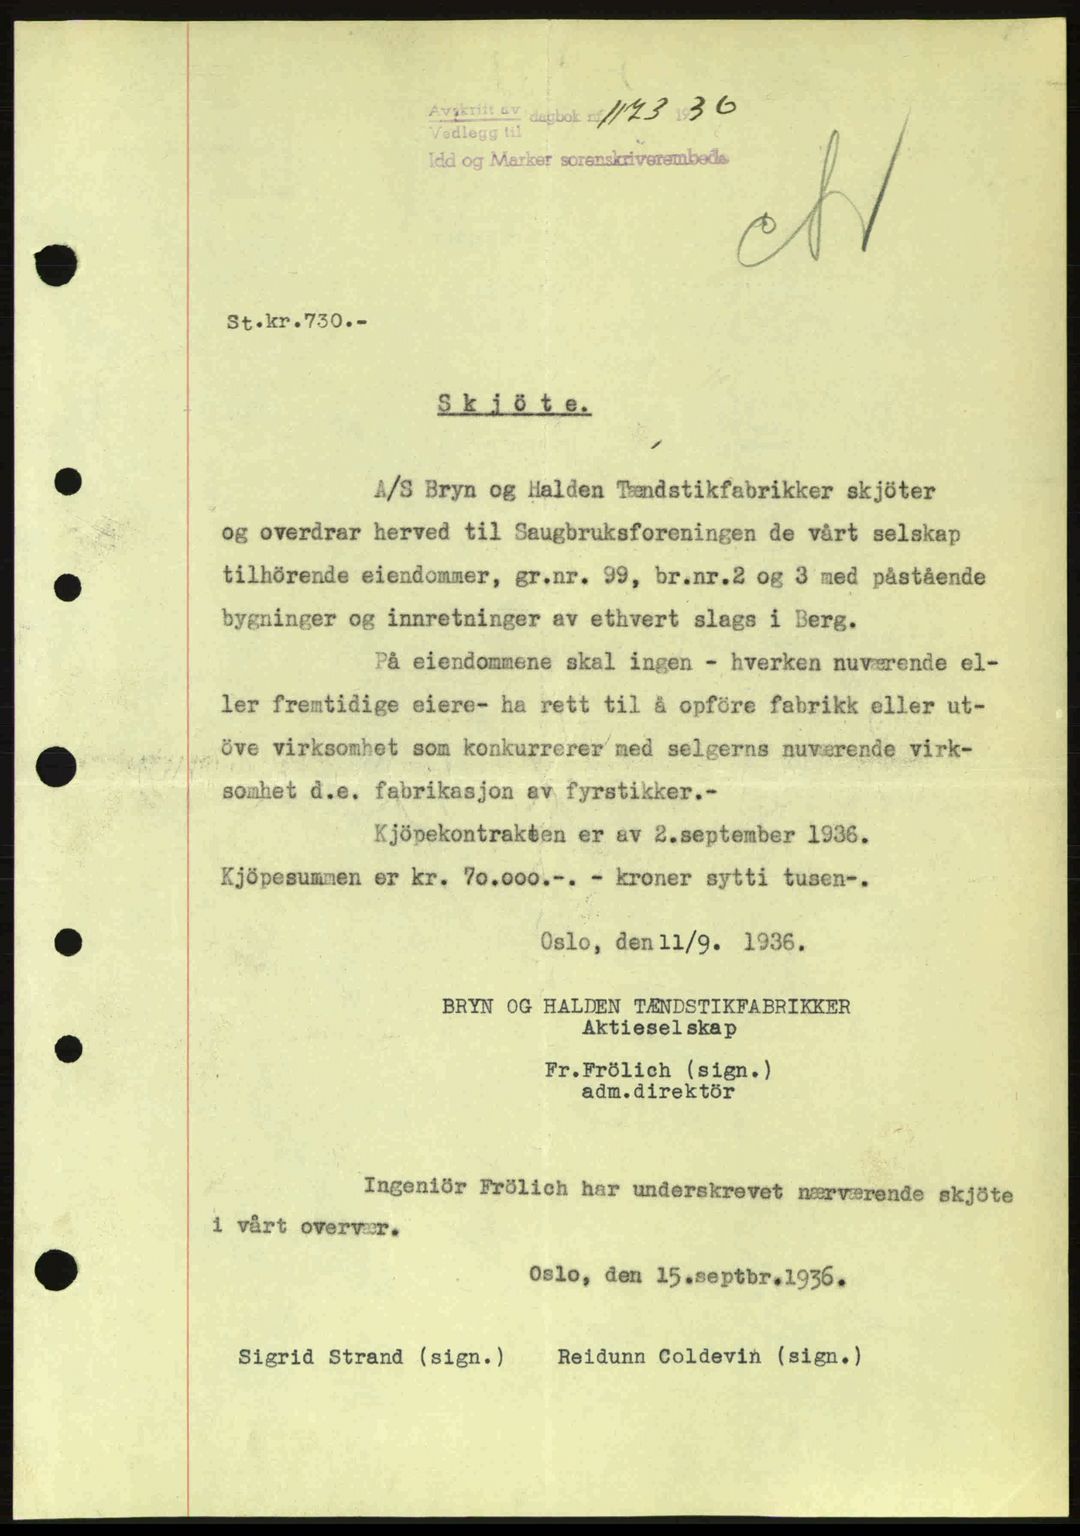 Avskrift av
Vedlegg til
dagbok nr. 1173 1936
Idd og Marker sorenskriverembede
St.kr.730.-
Skjöte.
A/S Bryn og Halden Tændstikfabrikker skjöter
og overdrar herved til Saugbruksforeningen de vårt selskap
tilhörende eiendommer, gr.nr. 99, br.nr.2 og 3 med påstående
bygninger og innretninger av ethvert slags i Berg.
På eiendommene skal ingen - hverken nuværende el-
ler fremtidige eiere- ha rett til å opföre fabrikk eller ut-
öve virksomhet som konkurrerer med selgerns nuværende virk-
somhet d.e. fabrikasjon av fyrstikker.-
Kjöpekontrakten er av 2.september 1936.
Kjöpesummen er kr. 70.000.-. - kroner sytti tusen-.
Oslo, den 11/9. 1936.
BRYN OG HALDEN TÆNDSTIKFABRIKKER
Aktieselskap
Fr.Frölich (sign.)
adm.direktör
Ingeniör Frölich har underskrevet nærværende skjöte
i vårt overvær.
Oslo, den 15.septbr.1936.
Sigrid Strand (sign.) Reidunn Coldevin (sign.)